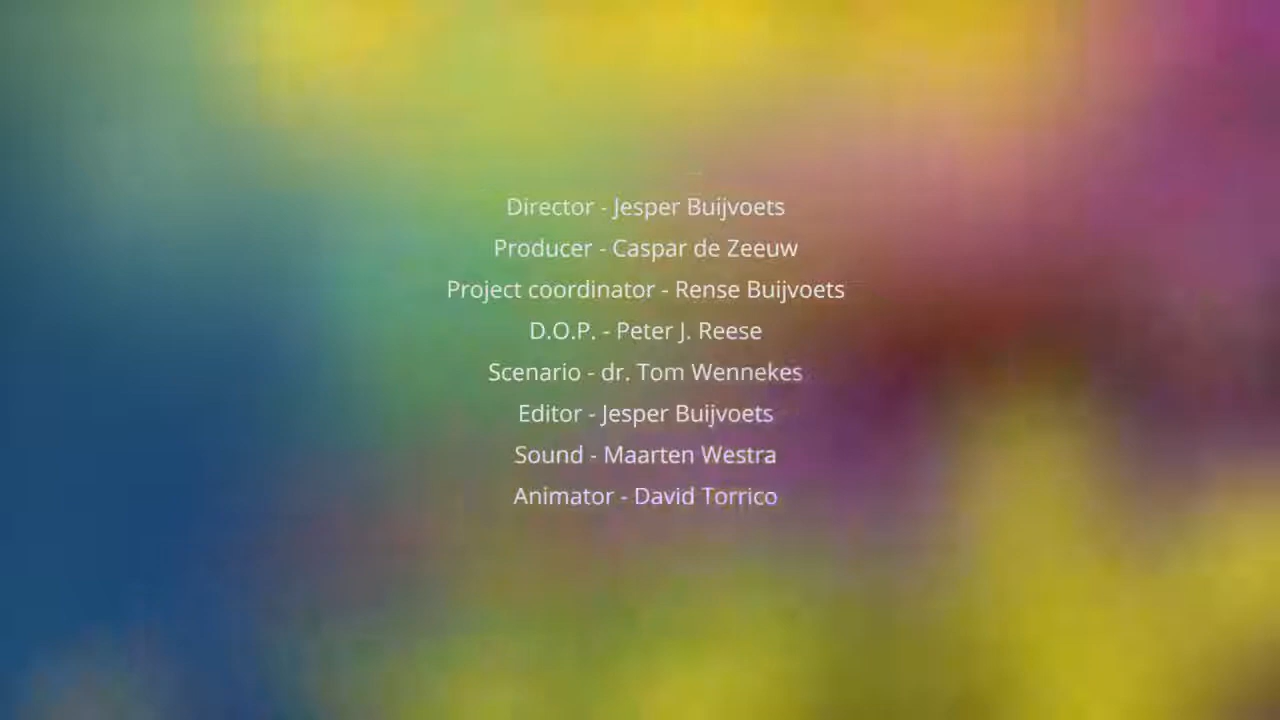 Director - Jesper Buijvoets
Producer - Caspar de Zeeuw
Project coordinator - Rense Buijvoets
D.O.P. - Peter J. Reese
Scenario - dr. Tom Wennekes
Editor - Jesper Buijvoets
Sound - Maarten Westra
Animator - David Torrico